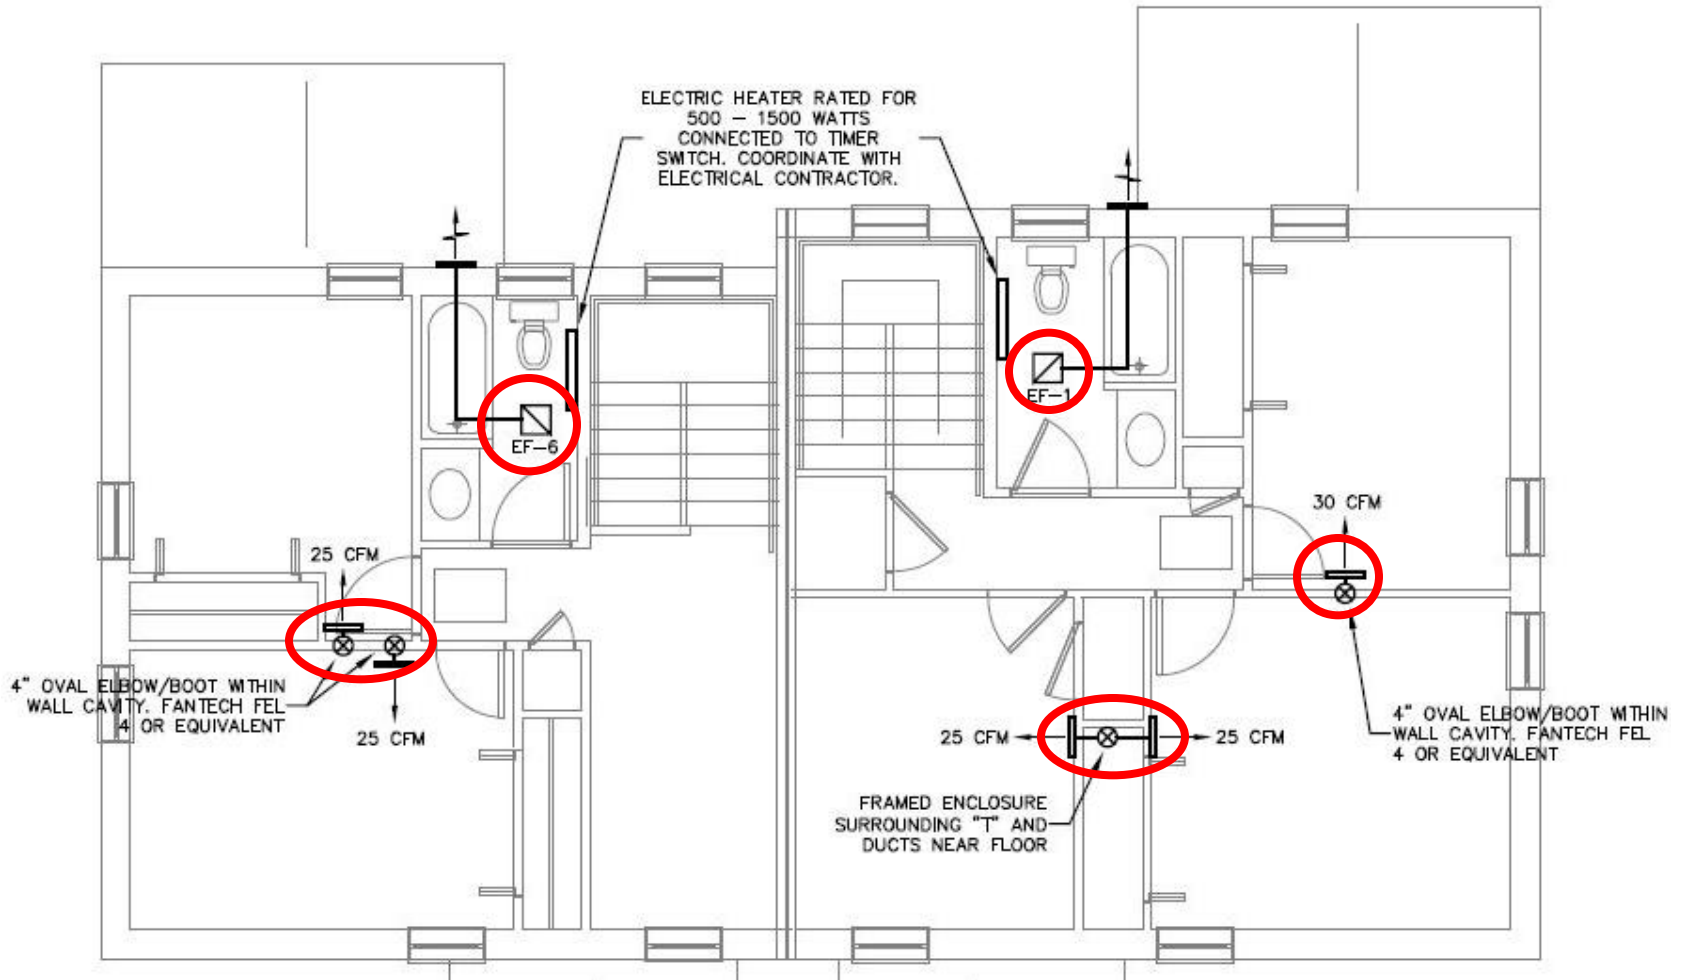 ELECTRIC HEATER RATED FOR
500 – 1500 WATTS
CONNECTED TO TIMER
SWITCH. COORDINATE WITH
ELECTRICAL CONTRACTOR.
EF–1
EF–6
30 CFM
25 CFM
4" OVAL ELBOW/BOOT WITHIN
WALL CAVITY. FANTECH FEL
4 OR EQUIVALENT
25 CFM
25 CFM
25 CFM
4" OVAL ELBOW/BOOT WITHIN
WALL CAVITY. FANTECH FEL
4 OR EQUIVALENT
FRAMED ENCLOSURE
SURROUNDING "T" AND
DUCTS NEAR FLOOR